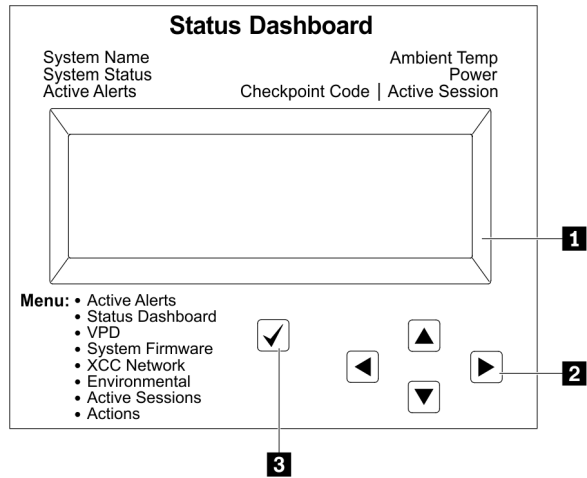 Status Dashboard
System Name
System Status
Active Alerts
Ambient Temp
Power
Checkpoint Code | Active Session
1
Menu: • Active Alerts
• Status Dashboard
• VPD
• System Firmware
• XCC Network
• Environmental
• Active Sessions
• Actions
2
3